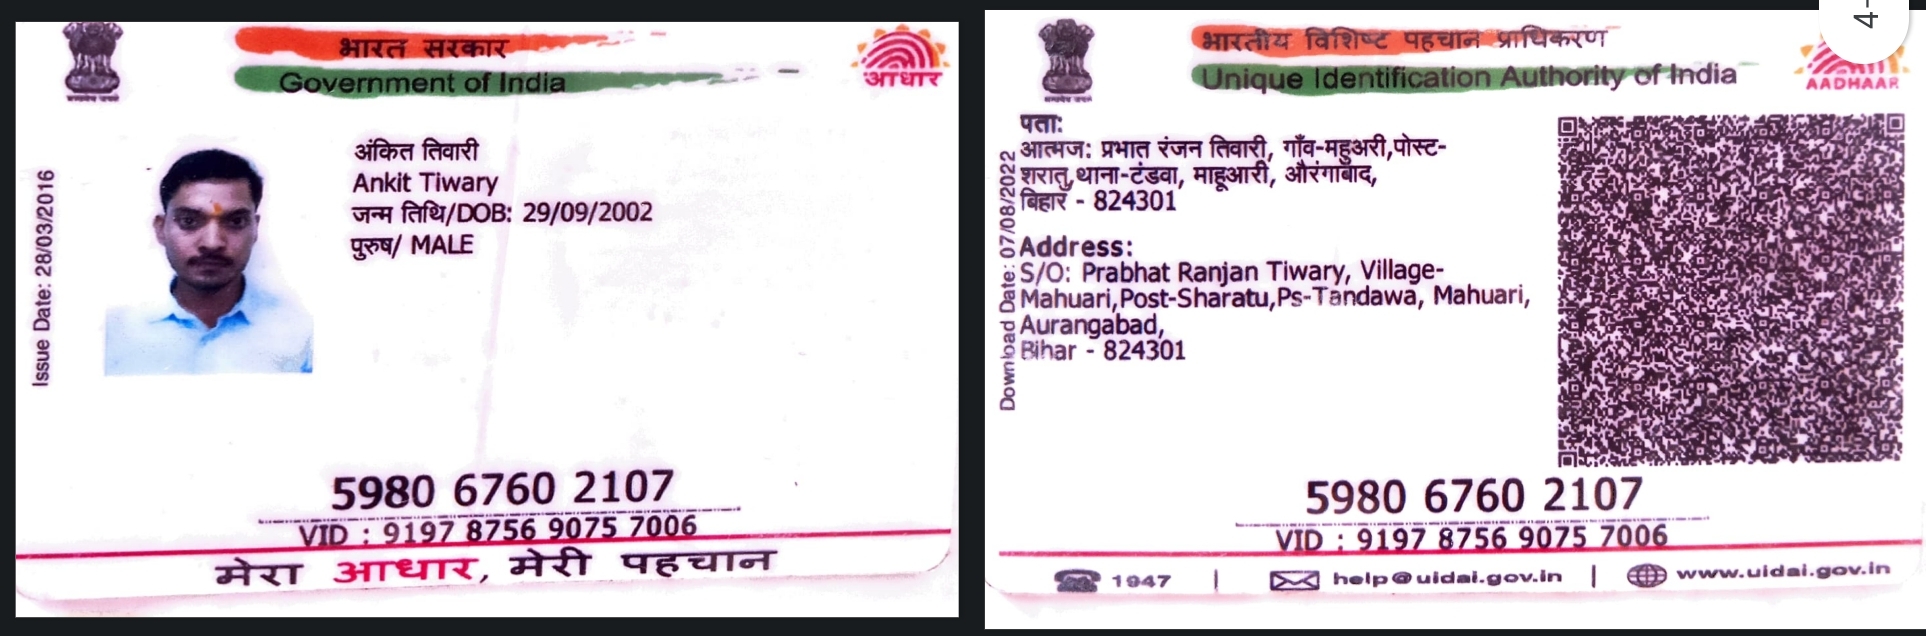 भारत सरकार
Government of India
आधार
Issue Date: 28/03/2016
अंकित तिवारी
Ankit Tiwary
जन्म तिथि/DOB: 29/09/2002
पुरुष/ MALE
5980 6760 2107
VID : 9197 8756 9075 7006
मेरा आधार, मेरी पहचान
भारतीय विशिष्ट पहचान प्राधिकरण
Unique Identification Authority of India
AADHAAR
Download Date: 07/08/2022
पता:
आत्मज: प्रभात रंजन तिवारी, गाँव-महुअरी,पोस्ट-
शरातु,थाना-टंडवा, माहूआरी, औरंगाबाद,
बिहार - 824301
Address:
S/O: Prabhat Ranjan Tiwary, Village-
Mahuari,Post-Sharatu,Ps-Tandawa, Mahuari,
Aurangabad,
Bihar - 824301
5980 6760 2107
VID : 9197 8756 9075 7006
1947 | help@uidai.gov.in | www.uidai.gov.in